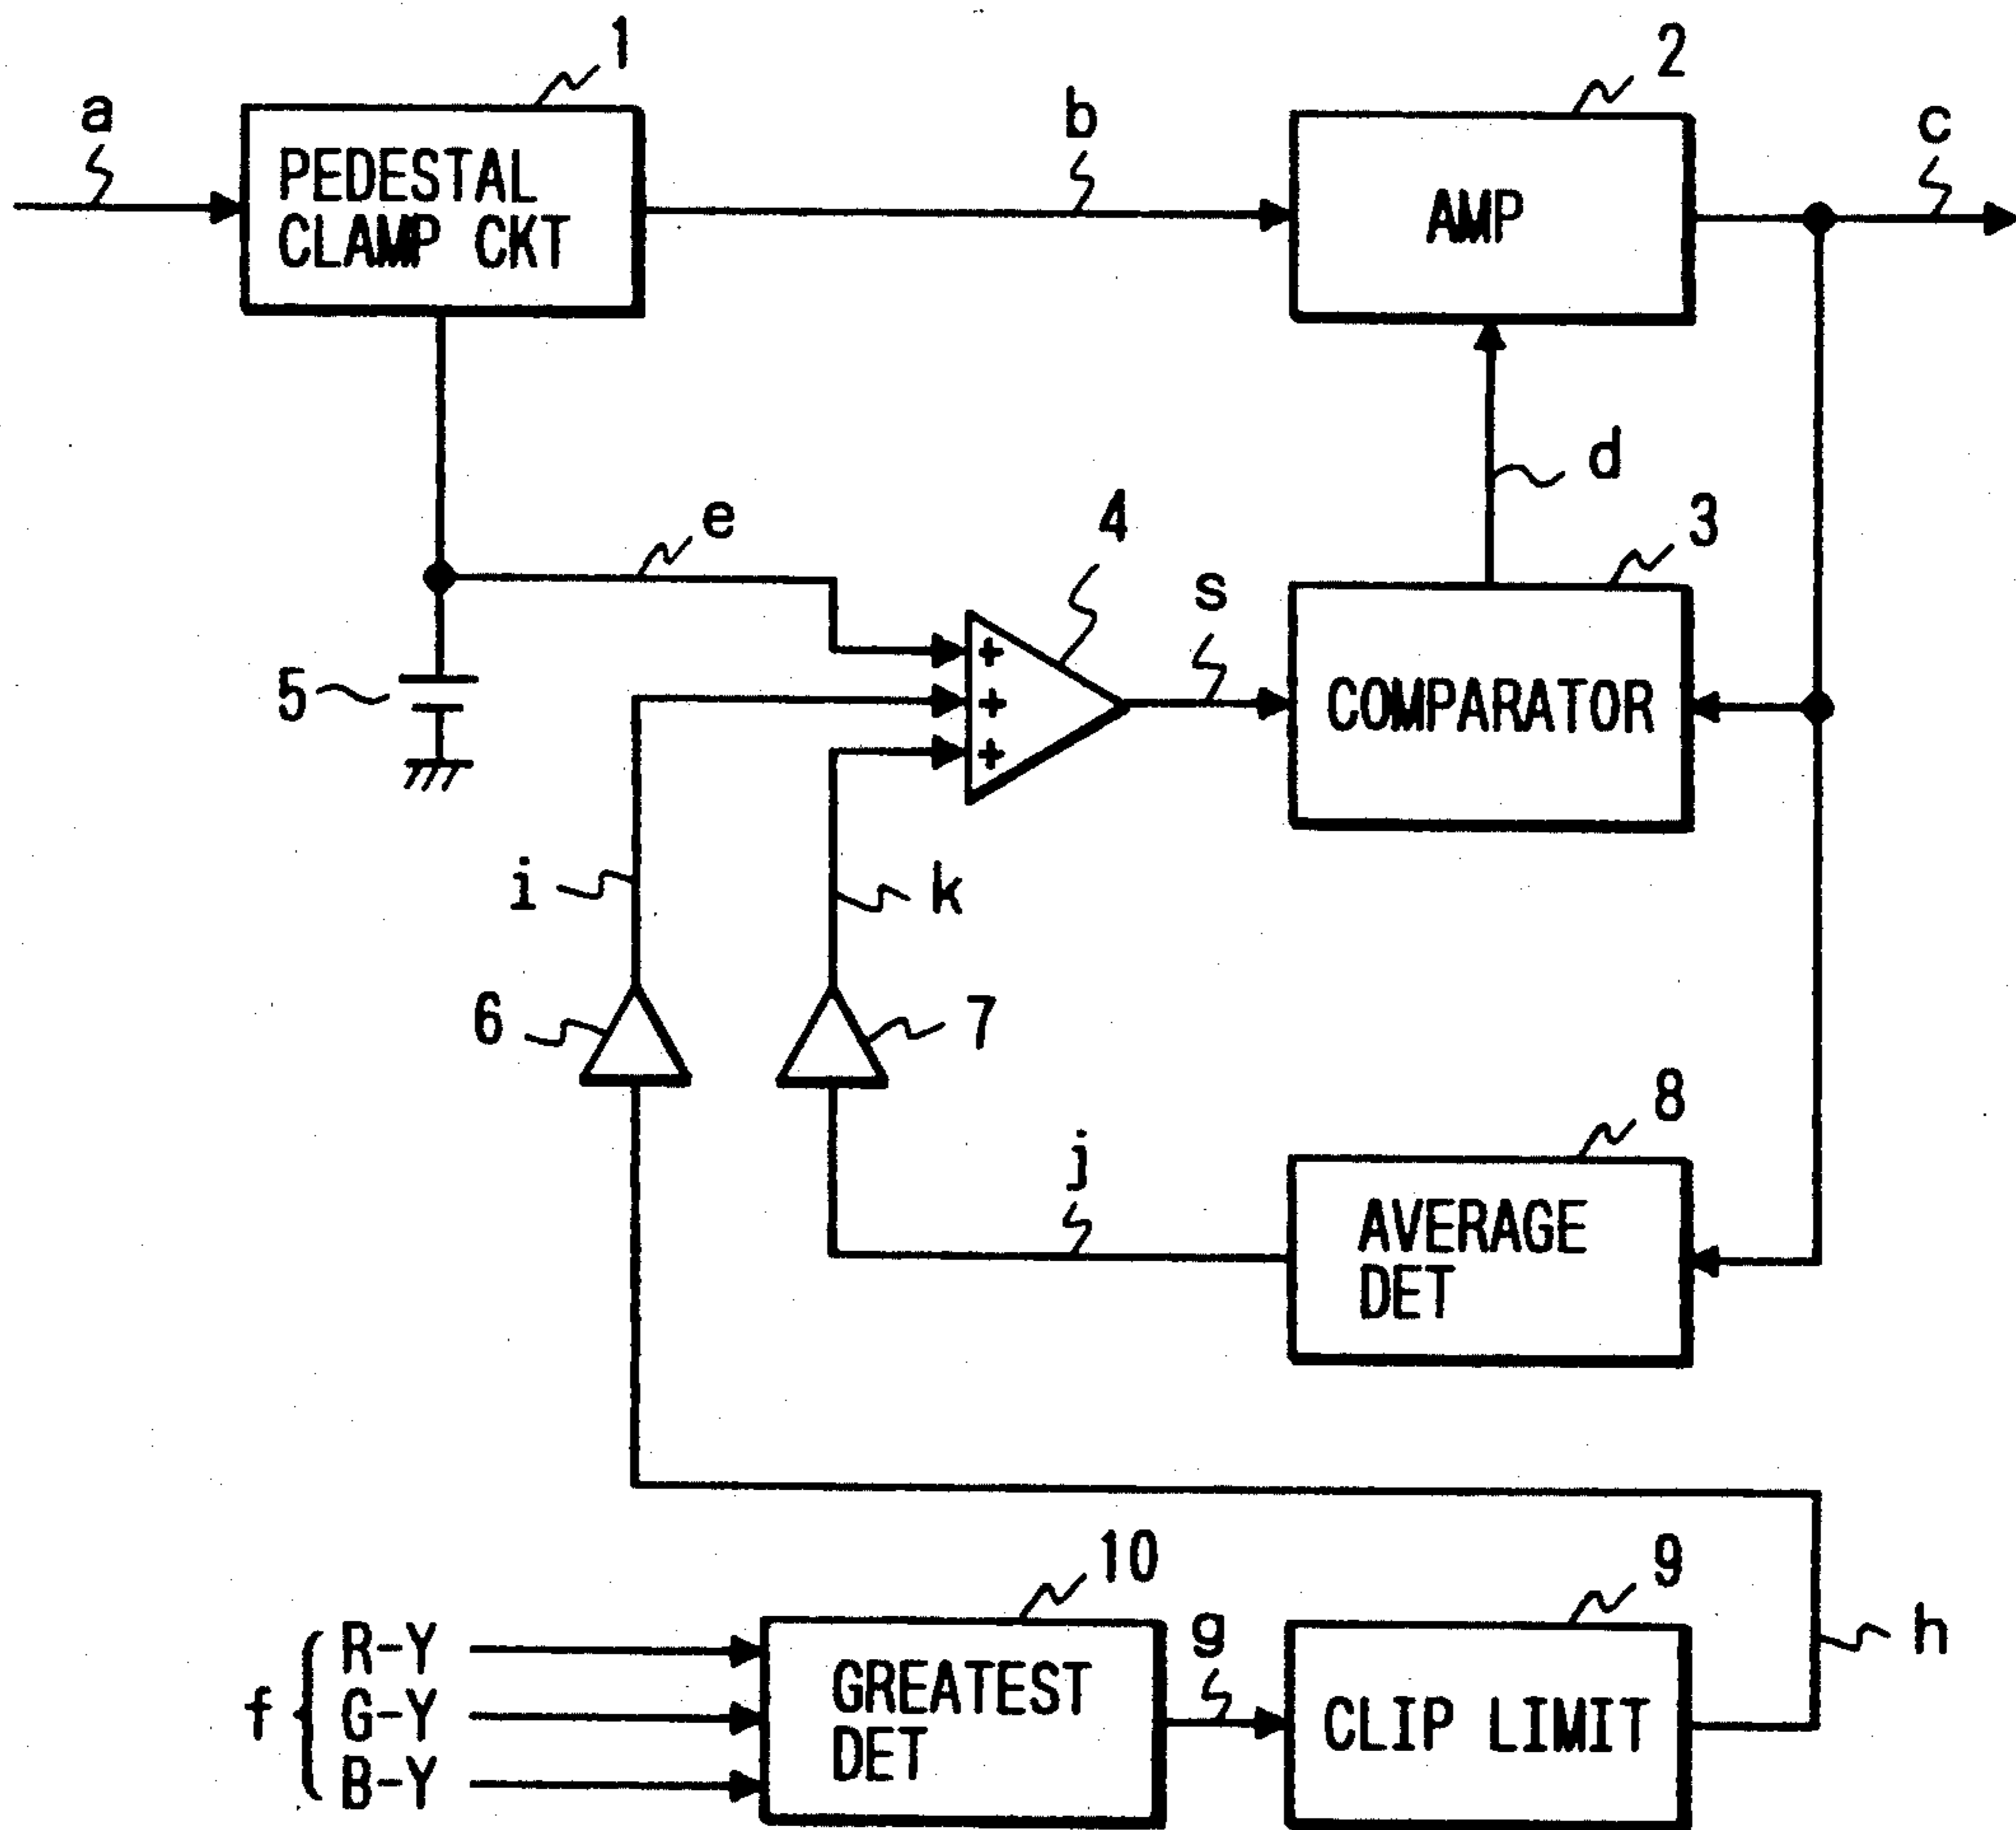 1
2
a
b
c
PEDESTAL
CLAMP CKT
AMP
d
e
4
3
s
5
+
+
+
COMPARATOR
i
k
6
7
8
j
AVERAGE
DET
10
9
g
h
f
R-Y
G-Y
B-Y
GREATEST
DET
CLIP LIMIT